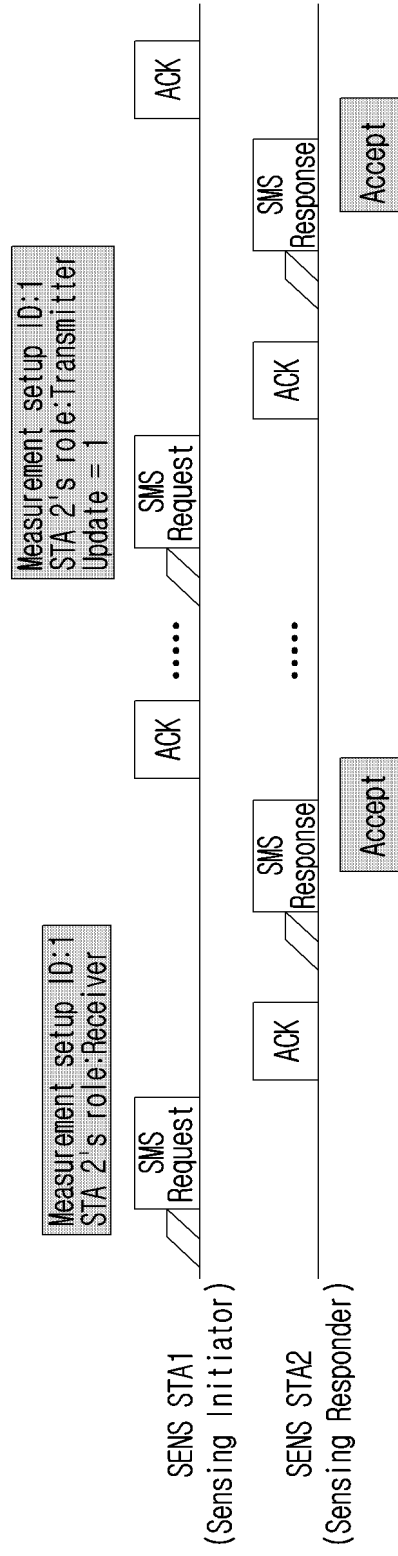 Measurement setup ID:1
STA 2's role:Receiver
Measurement setup ID:1
STA 2's role:Transmitter
Update = 1
SENS STA1
(Sensing Initiator)
SMS
Request
ACK
.....
SMS
Request
ACK
SENS STA2
(Sensing Responder)
ACK
SMS
Response
.....
ACK
SMS
Response
Accept
Accept